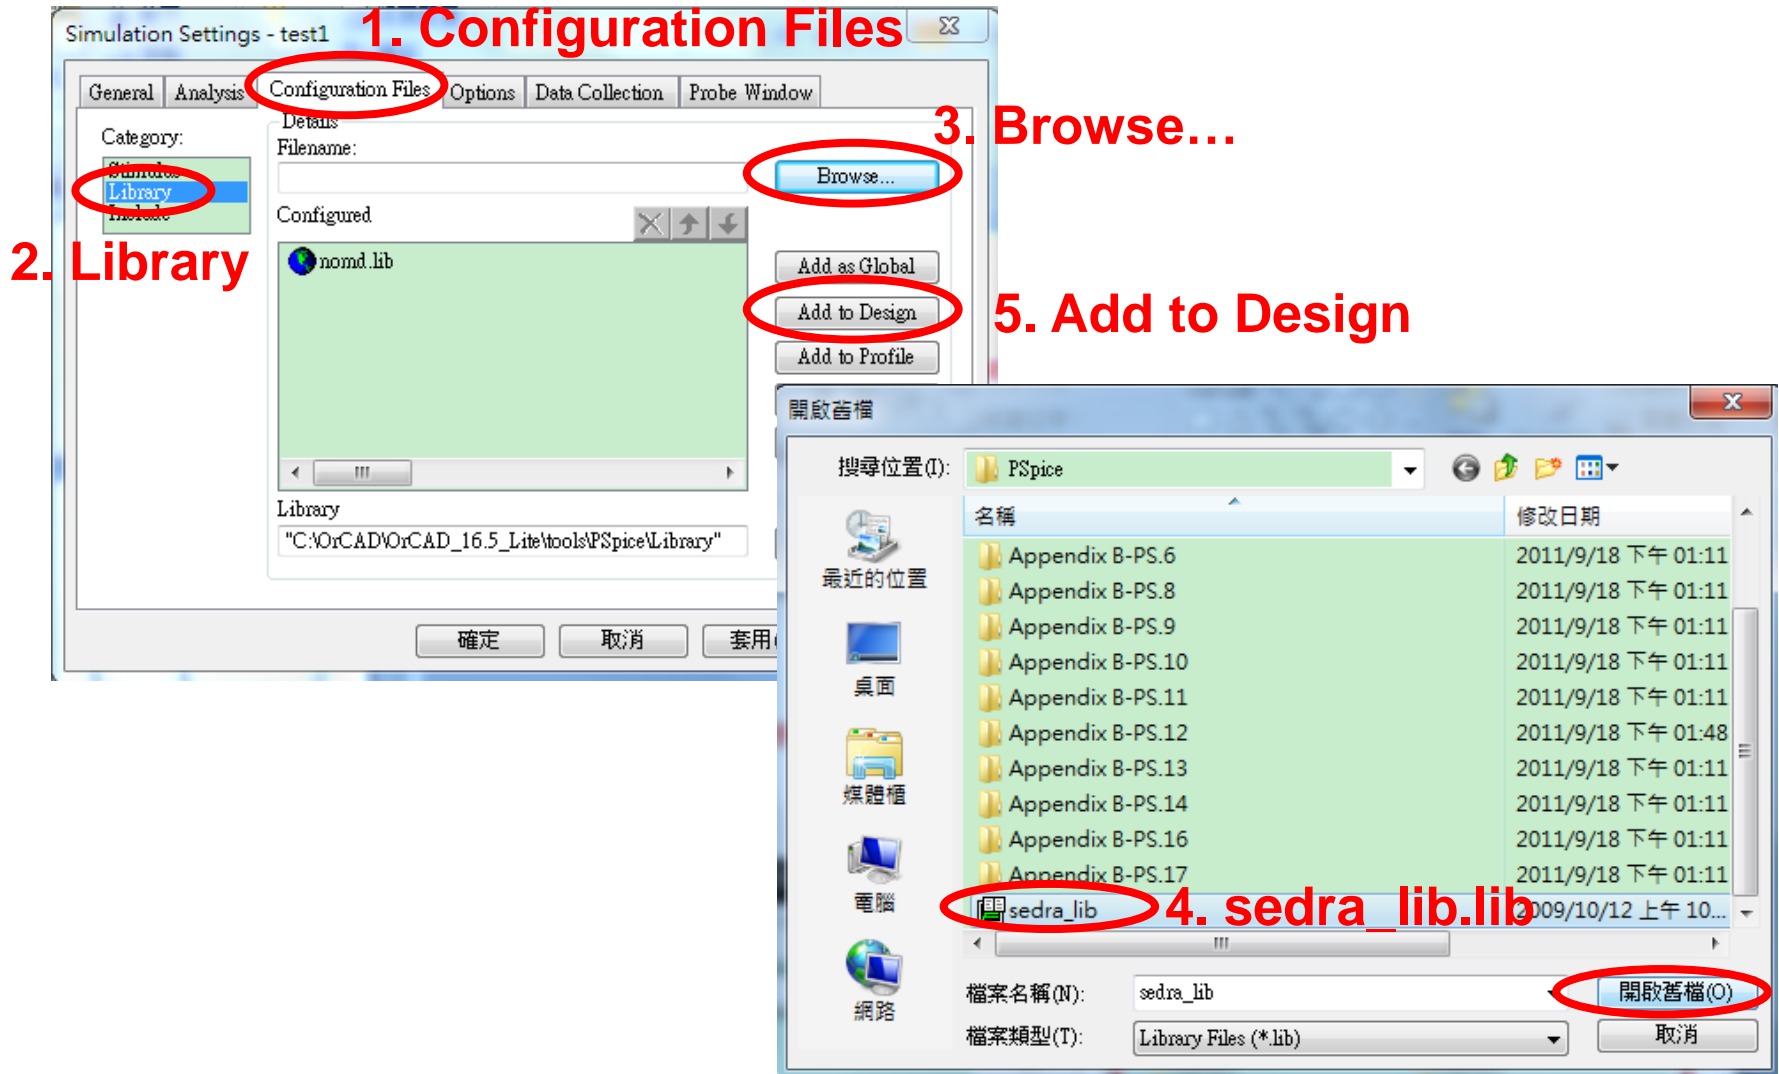 1. Configuration Files
Simulation Settings - test1
General Analysis Configuration Files Options Data Collection Probe Window
Category:
Stimulus
Library
Include
2. Library
Details
Filename:
Browse...
3. Browse…
Configured
nomd.lib
Add as Global
Add to Design
5. Add to Design
Add to Profile
Library
"C:\OrCAD\OrCAD_16.5_Lite\tools\PSpice\Library"
確定 取消 套用(
開啟舊檔
搜尋位置(I): PSpice
名稱 修改日期
Appendix B-PS.6 2011/9/18 下午 01:11
Appendix B-PS.8 2011/9/18 下午 01:11
Appendix B-PS.9 2011/9/18 下午 01:11
Appendix B-PS.10 2011/9/18 下午 01:11
Appendix B-PS.11 2011/9/18 下午 01:11
Appendix B-PS.12 2011/9/18 下午 01:48
Appendix B-PS.13 2011/9/18 下午 01:11
Appendix B-PS.14 2011/9/18 下午 01:11
Appendix B-PS.16 2011/9/18 下午 01:11
Appendix B-PS.17 2011/9/18 下午 01:11
sedra_lib 2009/10/12 上午 10...
4. sedra_lib.lib
最近的位置
桌面
媒體櫃
電腦
網路
檔案名稱(N): sedra_lib 開啟舊檔(O)
檔案類型(T): Library Files (*.lib) 取消